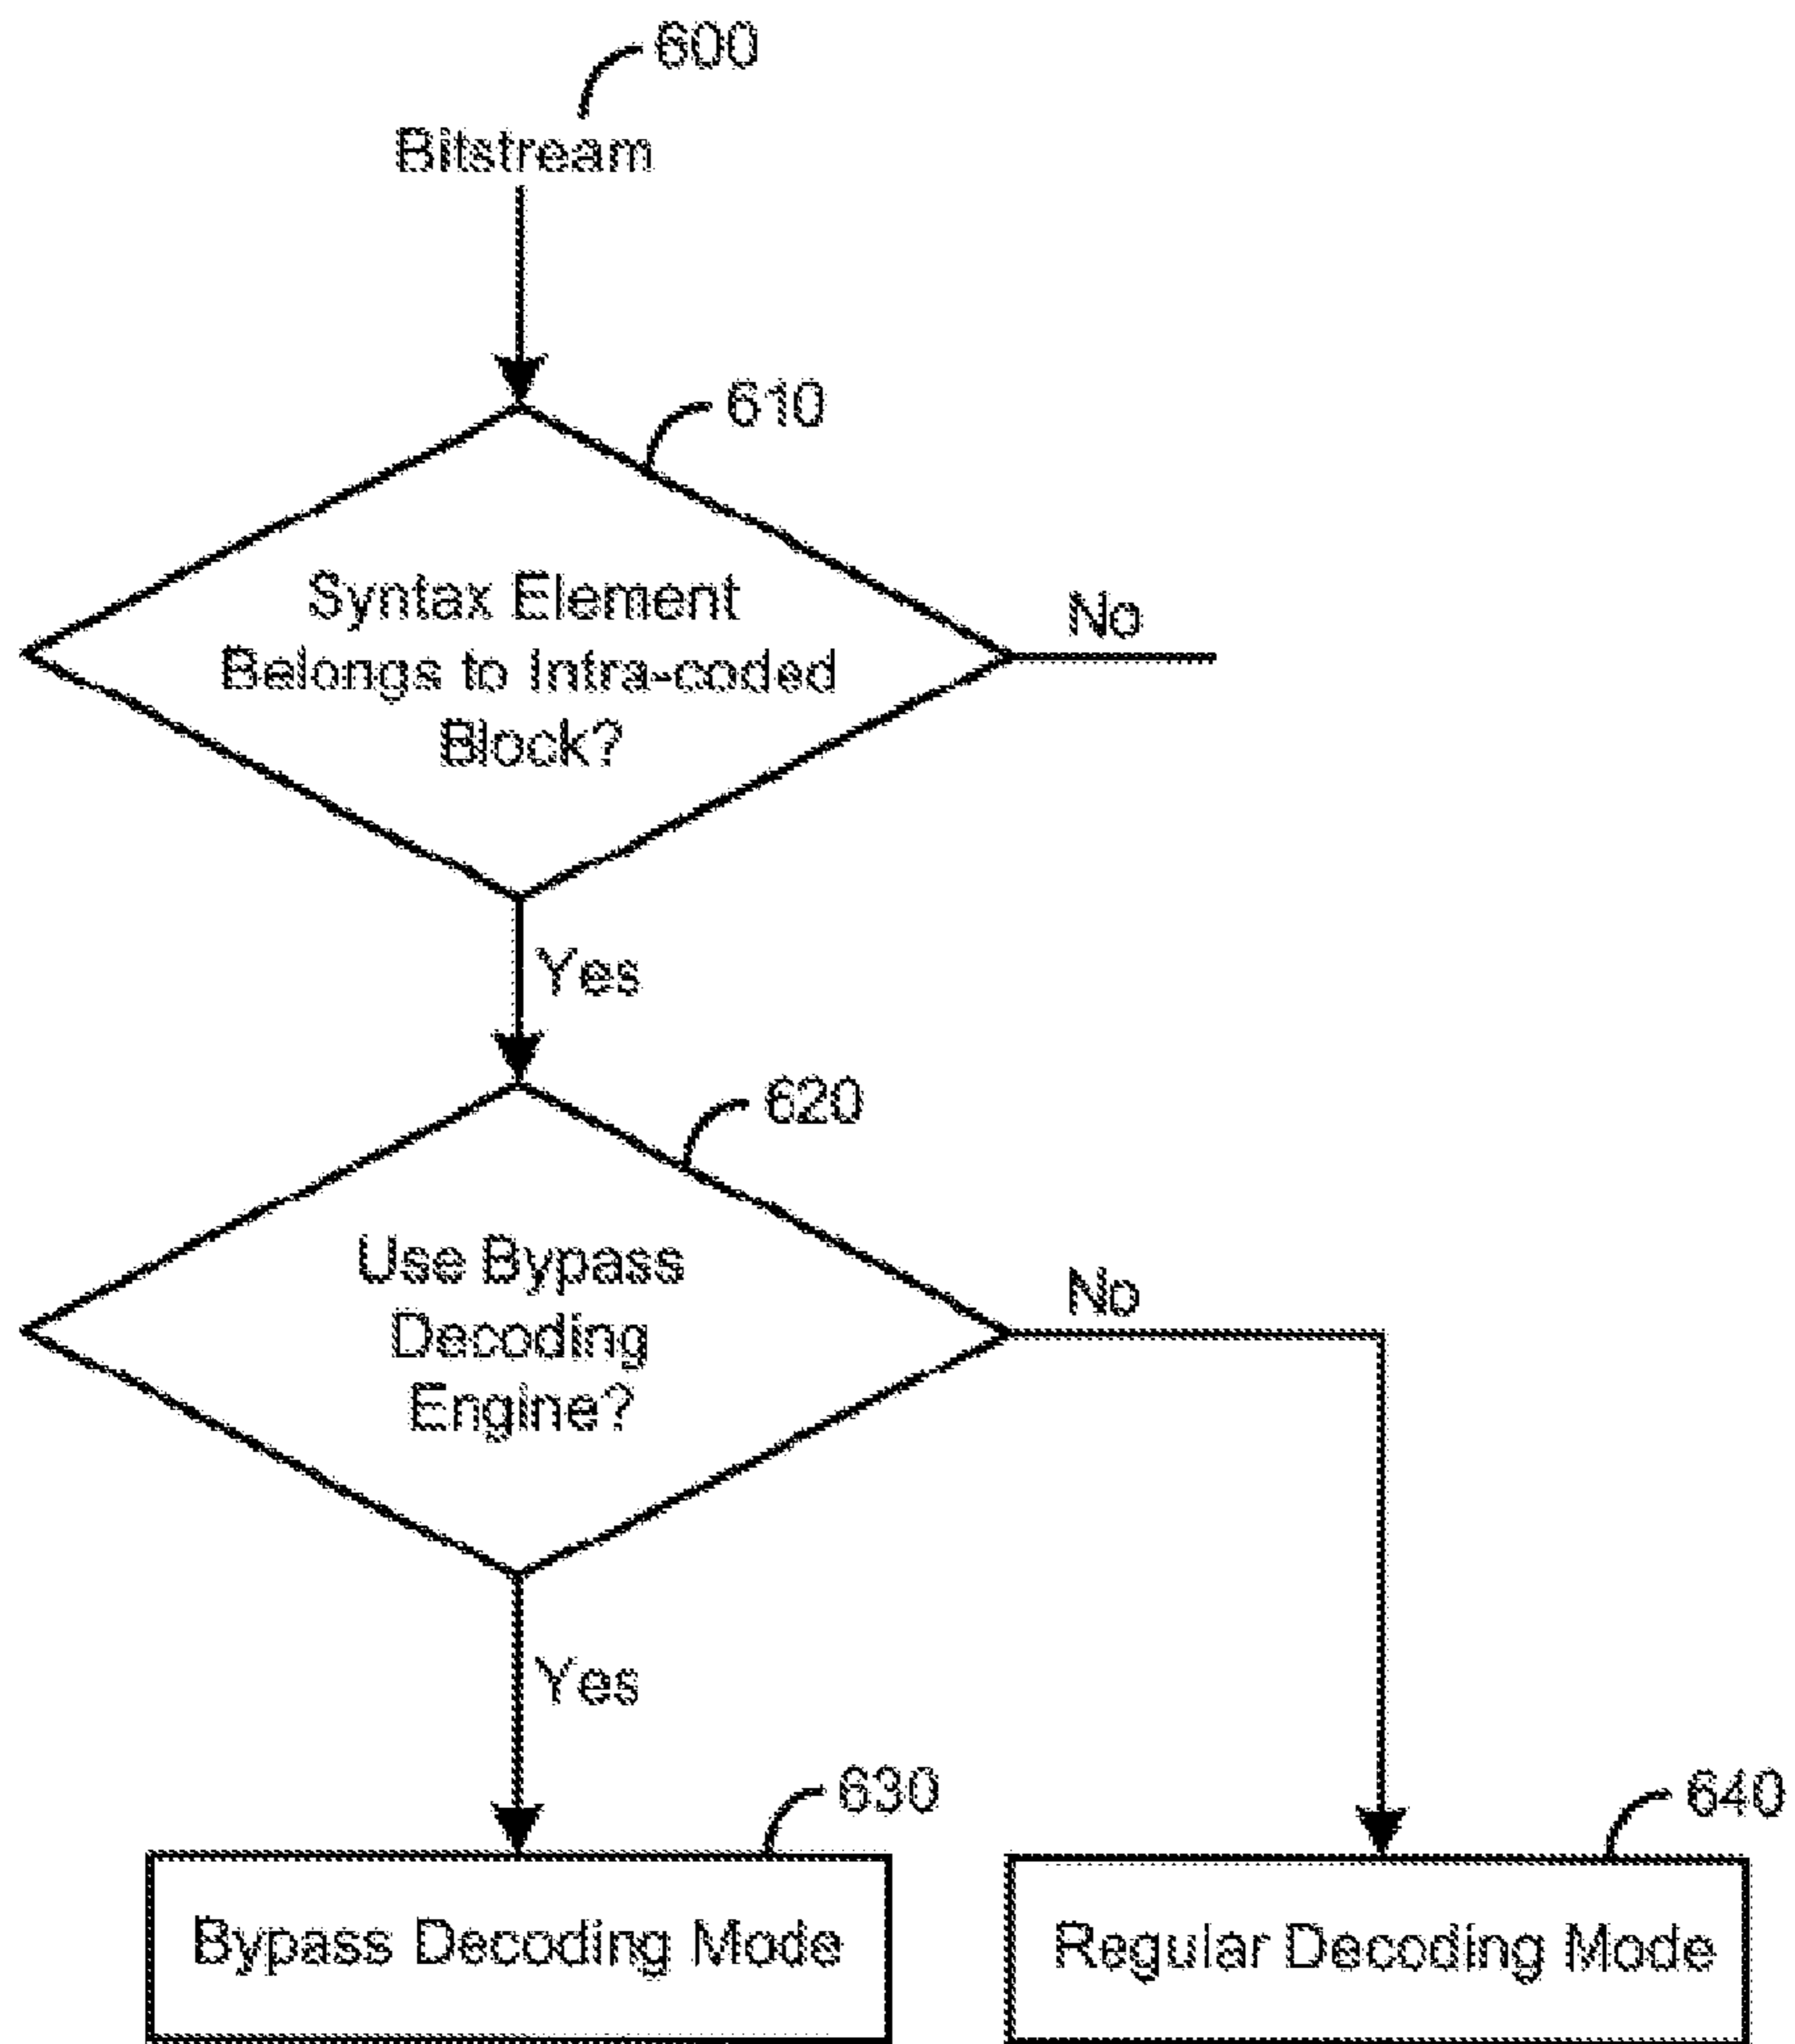 600
Bitstream
610
Syntax Element
Belongs to Intra-coded
Block?
No
Yes
620
Use Bypass
Decoding
Engine?
No
Yes
630
640
Bypass Decoding Mode
Regular Decoding Mode